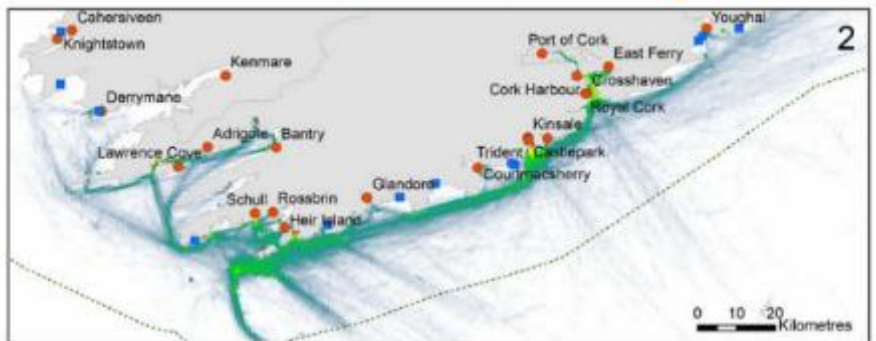 Cahersiveen
Knightstown
Kenmare
Derrymane
Adrigole
Bantry
Lawrence Cove
Schull
Rossbrin
Heir Island
Glandore
Port of Cork
East Ferry
Youghal
2
Crosshaven
Cork Harbour
Royal Cork
Kinsale
Trident
Castlepark
Courtmacsherry
0 10 20
Kilometres